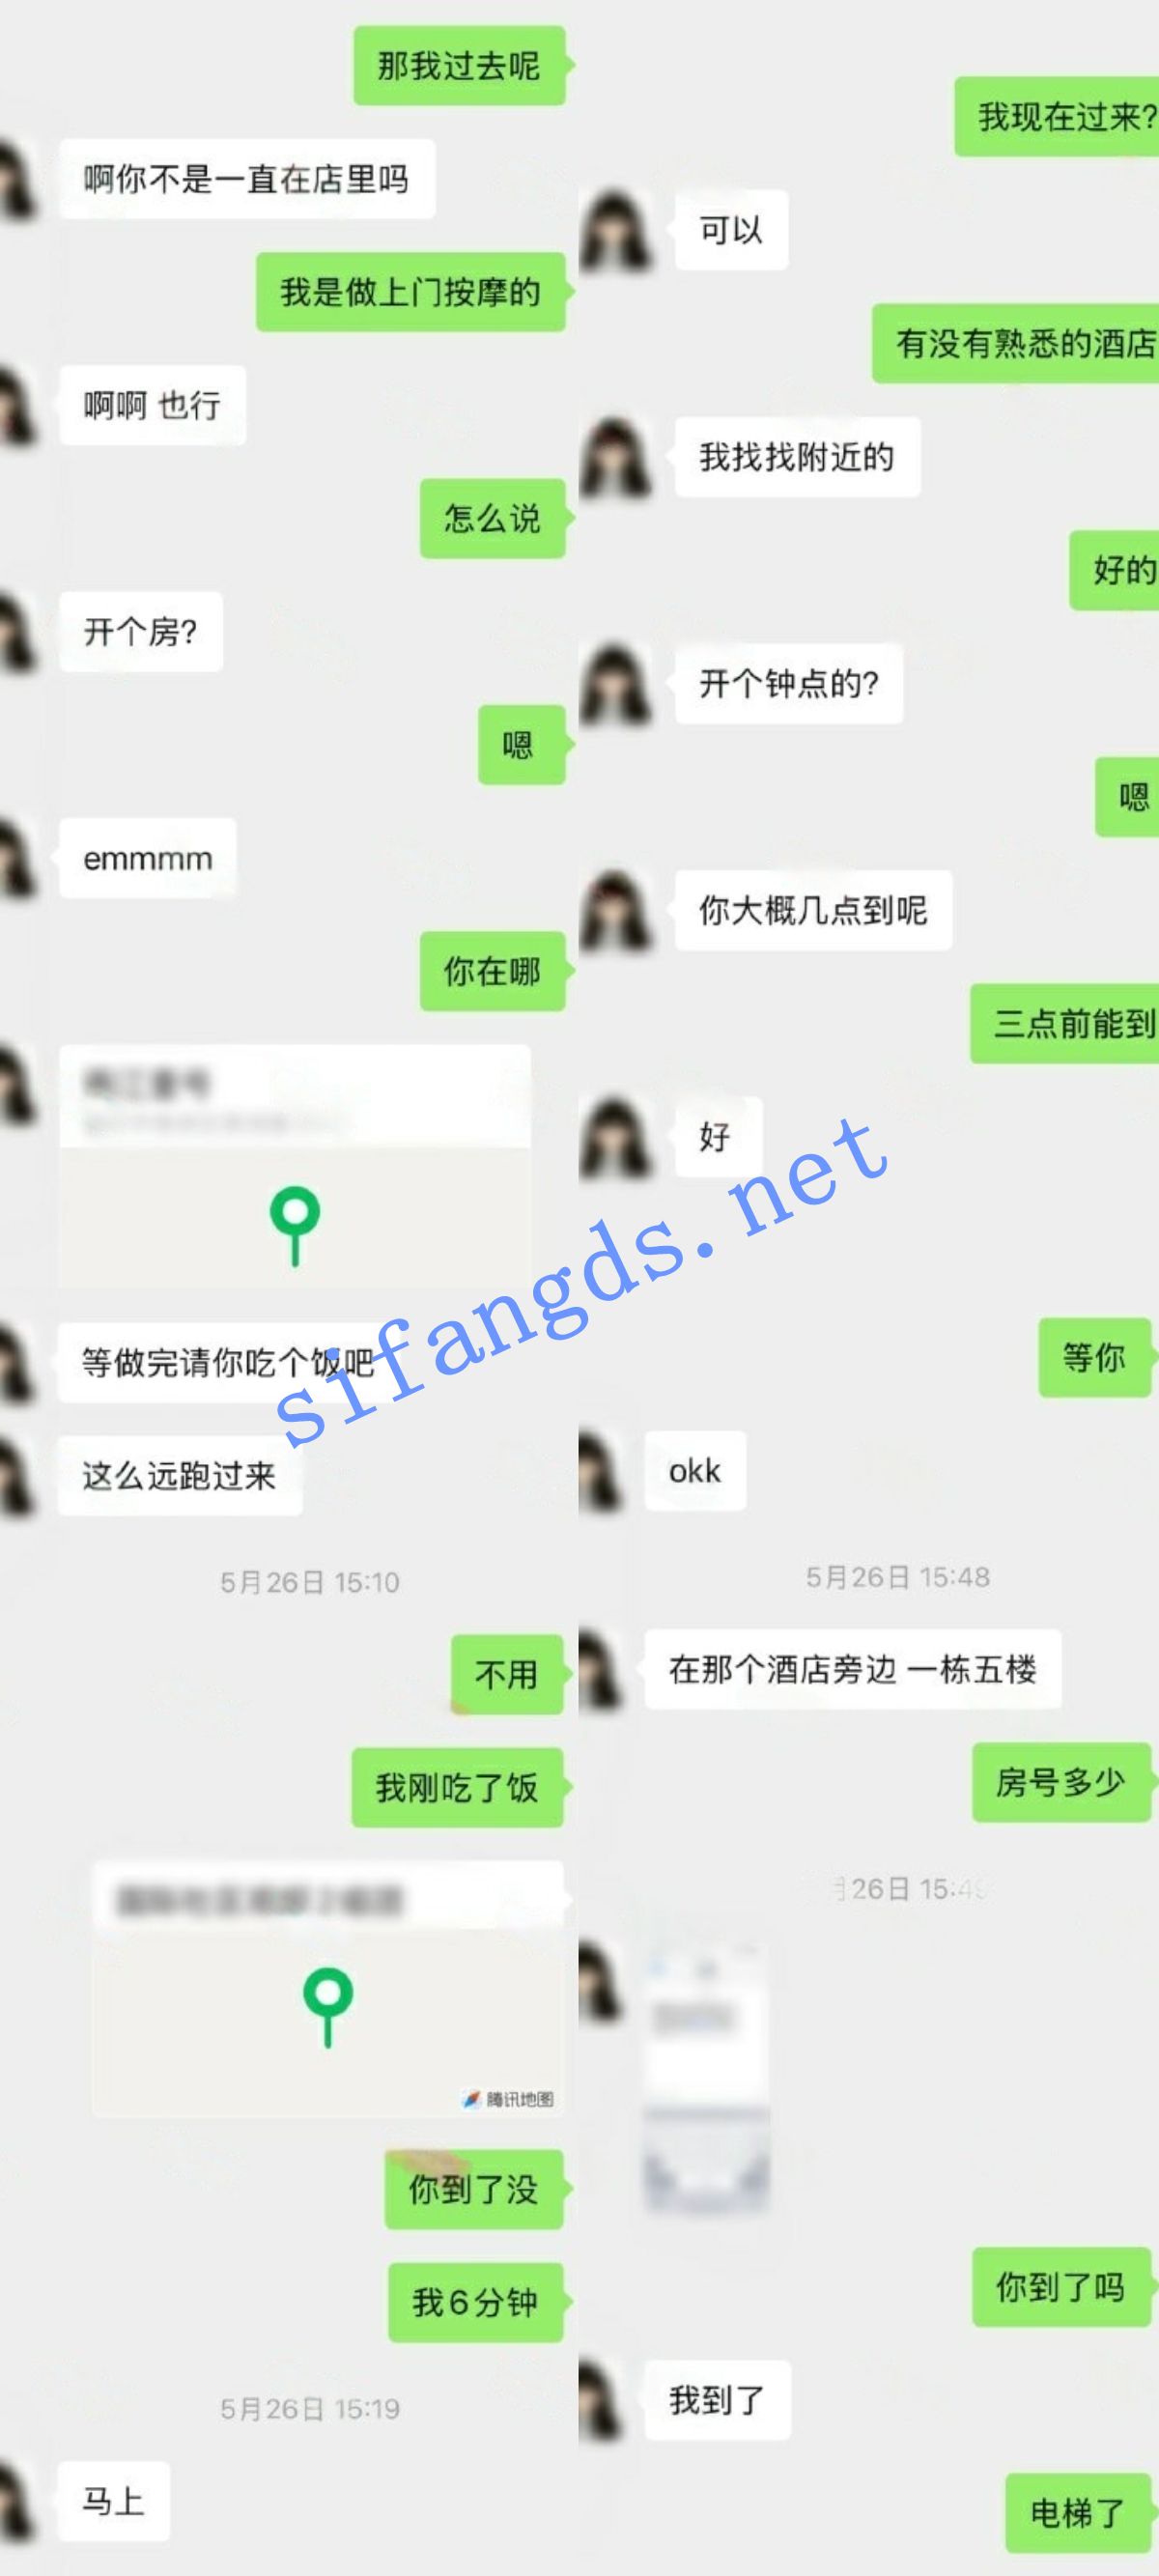 那我过去呢
啊你不是一直在店里吗
我是做上门按摩的
啊啊 也行
怎么说
开个房?
嗯
emmmm
你在哪
等做完请你吃个饭吧
这么远跑过来
5月26日 15:10
不用
我刚吃了饭
腾讯地图
你到了没
我6分钟
5月26日 15:19
马上
我现在过来?
可以
有没有熟悉的酒店
我找找附近的
好的
开个钟点的?
嗯
你大概几点到呢
三点前能到
好
等你
okk
5月26日 15:48
在那个酒店旁边 一栋五楼
房号多少
月26日 15:49
你到了吗
我到了
电梯了
sifangds.net